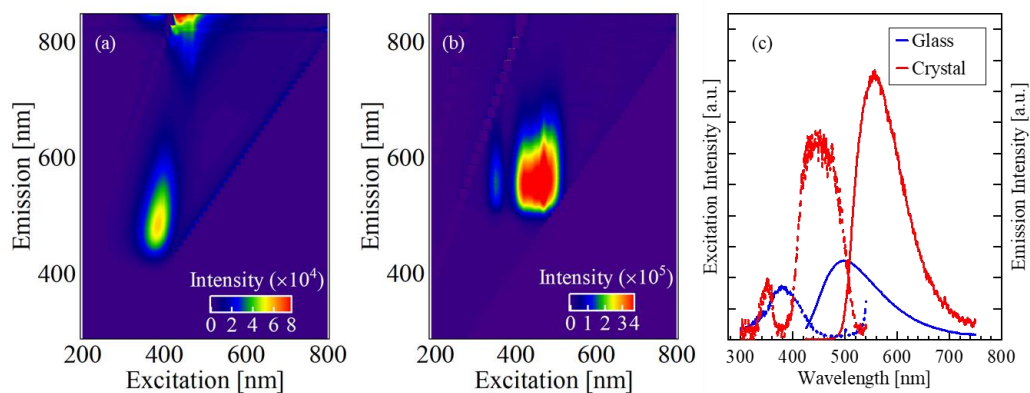 (a)
800
600
400
Emission [nm]
Intensity (×10⁴)
0 2 4 6 8
200 400 600 800
Excitation [nm]
(b)
800
600
400
Emission [nm]
Intensity (×10⁵)
0 1 2 3 4
200 400 600 800
Excitation [nm]
(c)
Glass
Crystal
Excitation Intensity [a.u.]
Emission Intensity [a.u.]
300 400 500 600 700 800
Wavelength [nm]